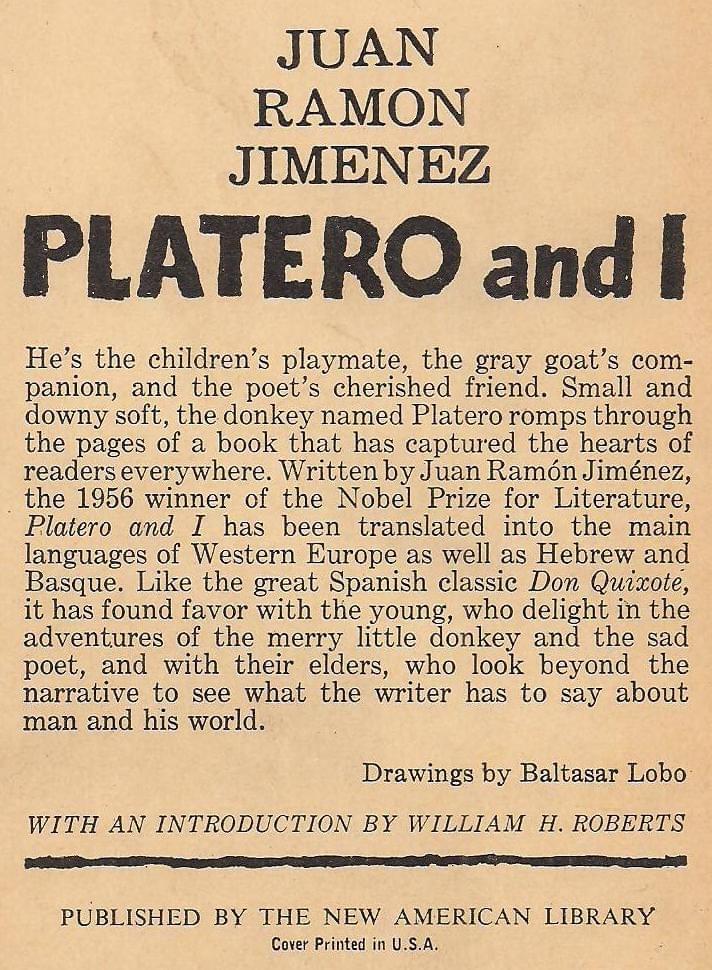 JUAN
RAMON
JIMENEZ
PLATERO and I
He's the children's playmate, the gray goat's com-
panion, and the poet's cherished friend. Small and
downy soft, the donkey named Platero romps through
the pages of a book that has captured the hearts of
readers everywhere. Written by Juan Ramón Jiménez,
the 1956 winner of the Nobel Prize for Literature,
Platero and I has been translated into the main
languages of Western Europe as well as Hebrew and
Basque. Like the great Spanish classic Don Quixote,
it has found favor with the young, who delight in the
adventures of the merry little donkey and the sad
poet, and with their elders, who look beyond the
narrative to see what the writer has to say about
man and his world.
Drawings by Baltasar Lobo
WITH AN INTRODUCTION BY WILLIAM H. ROBERTS
PUBLISHED BY THE NEW AMERICAN LIBRARY
Cover Printed in U.S.A.